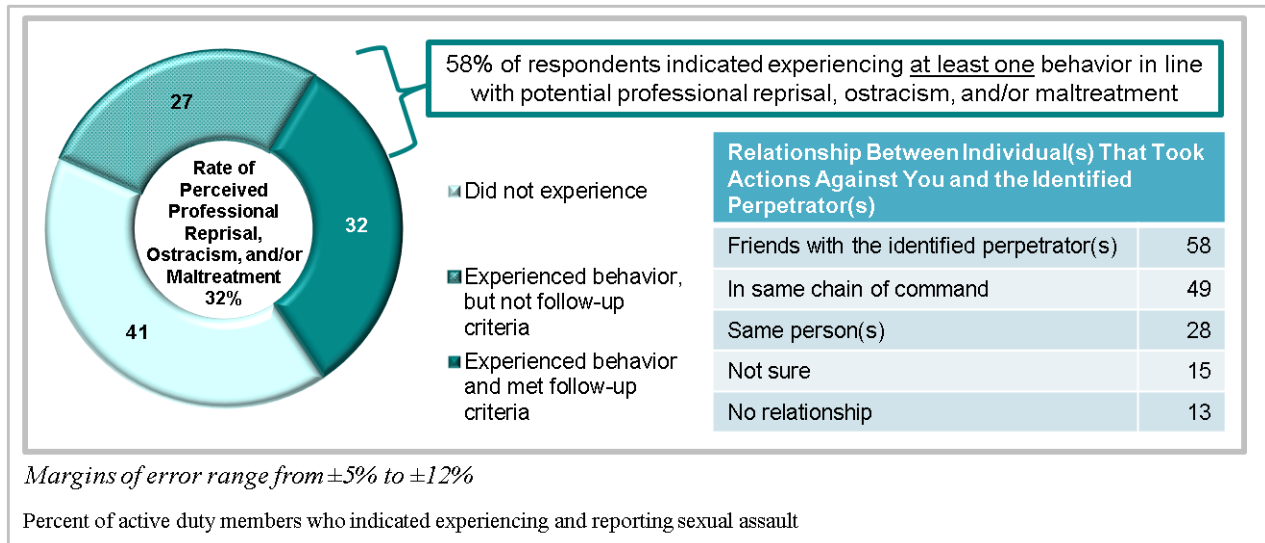 58% of respondents indicated experiencing at least one behavior in line
with potential professional reprisal, ostracism, and/or maltreatment
27
32
41
Rate of
Perceived
Professional
Reprisal,
Ostracism, and/or
Maltreatment
32%
Did not experience
Experienced behavior,
but not follow-up
criteria
Experienced behavior
and met follow-up
criteria
Relationship Between Individual(s) That Took
Actions Against You and the Identified
Perpetrator(s)
Friends with the identified perpetrator(s) 58
In same chain of command 49
Same person(s) 28
Not sure 15
No relationship 13
Margins of error range from ±5% to ±12%
Percent of active duty members who indicated experiencing and reporting sexual assault